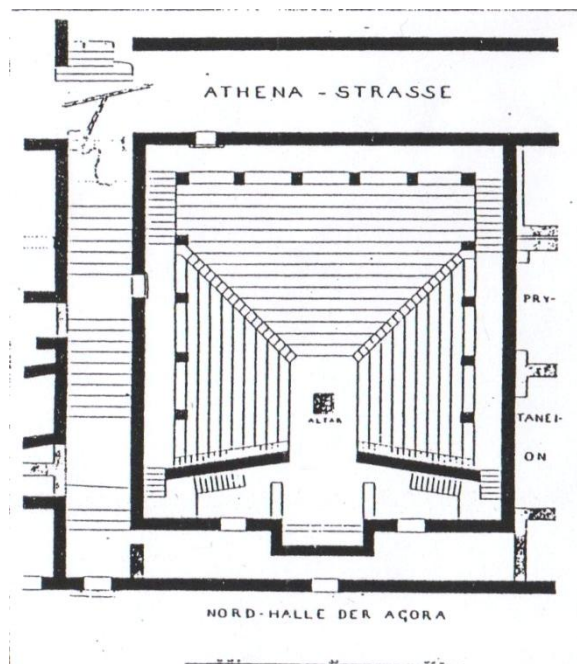 ATHENA - STRASSE
PRY-
TANEI-
ON
ALTAR
NORD-HALLE DER AGORA